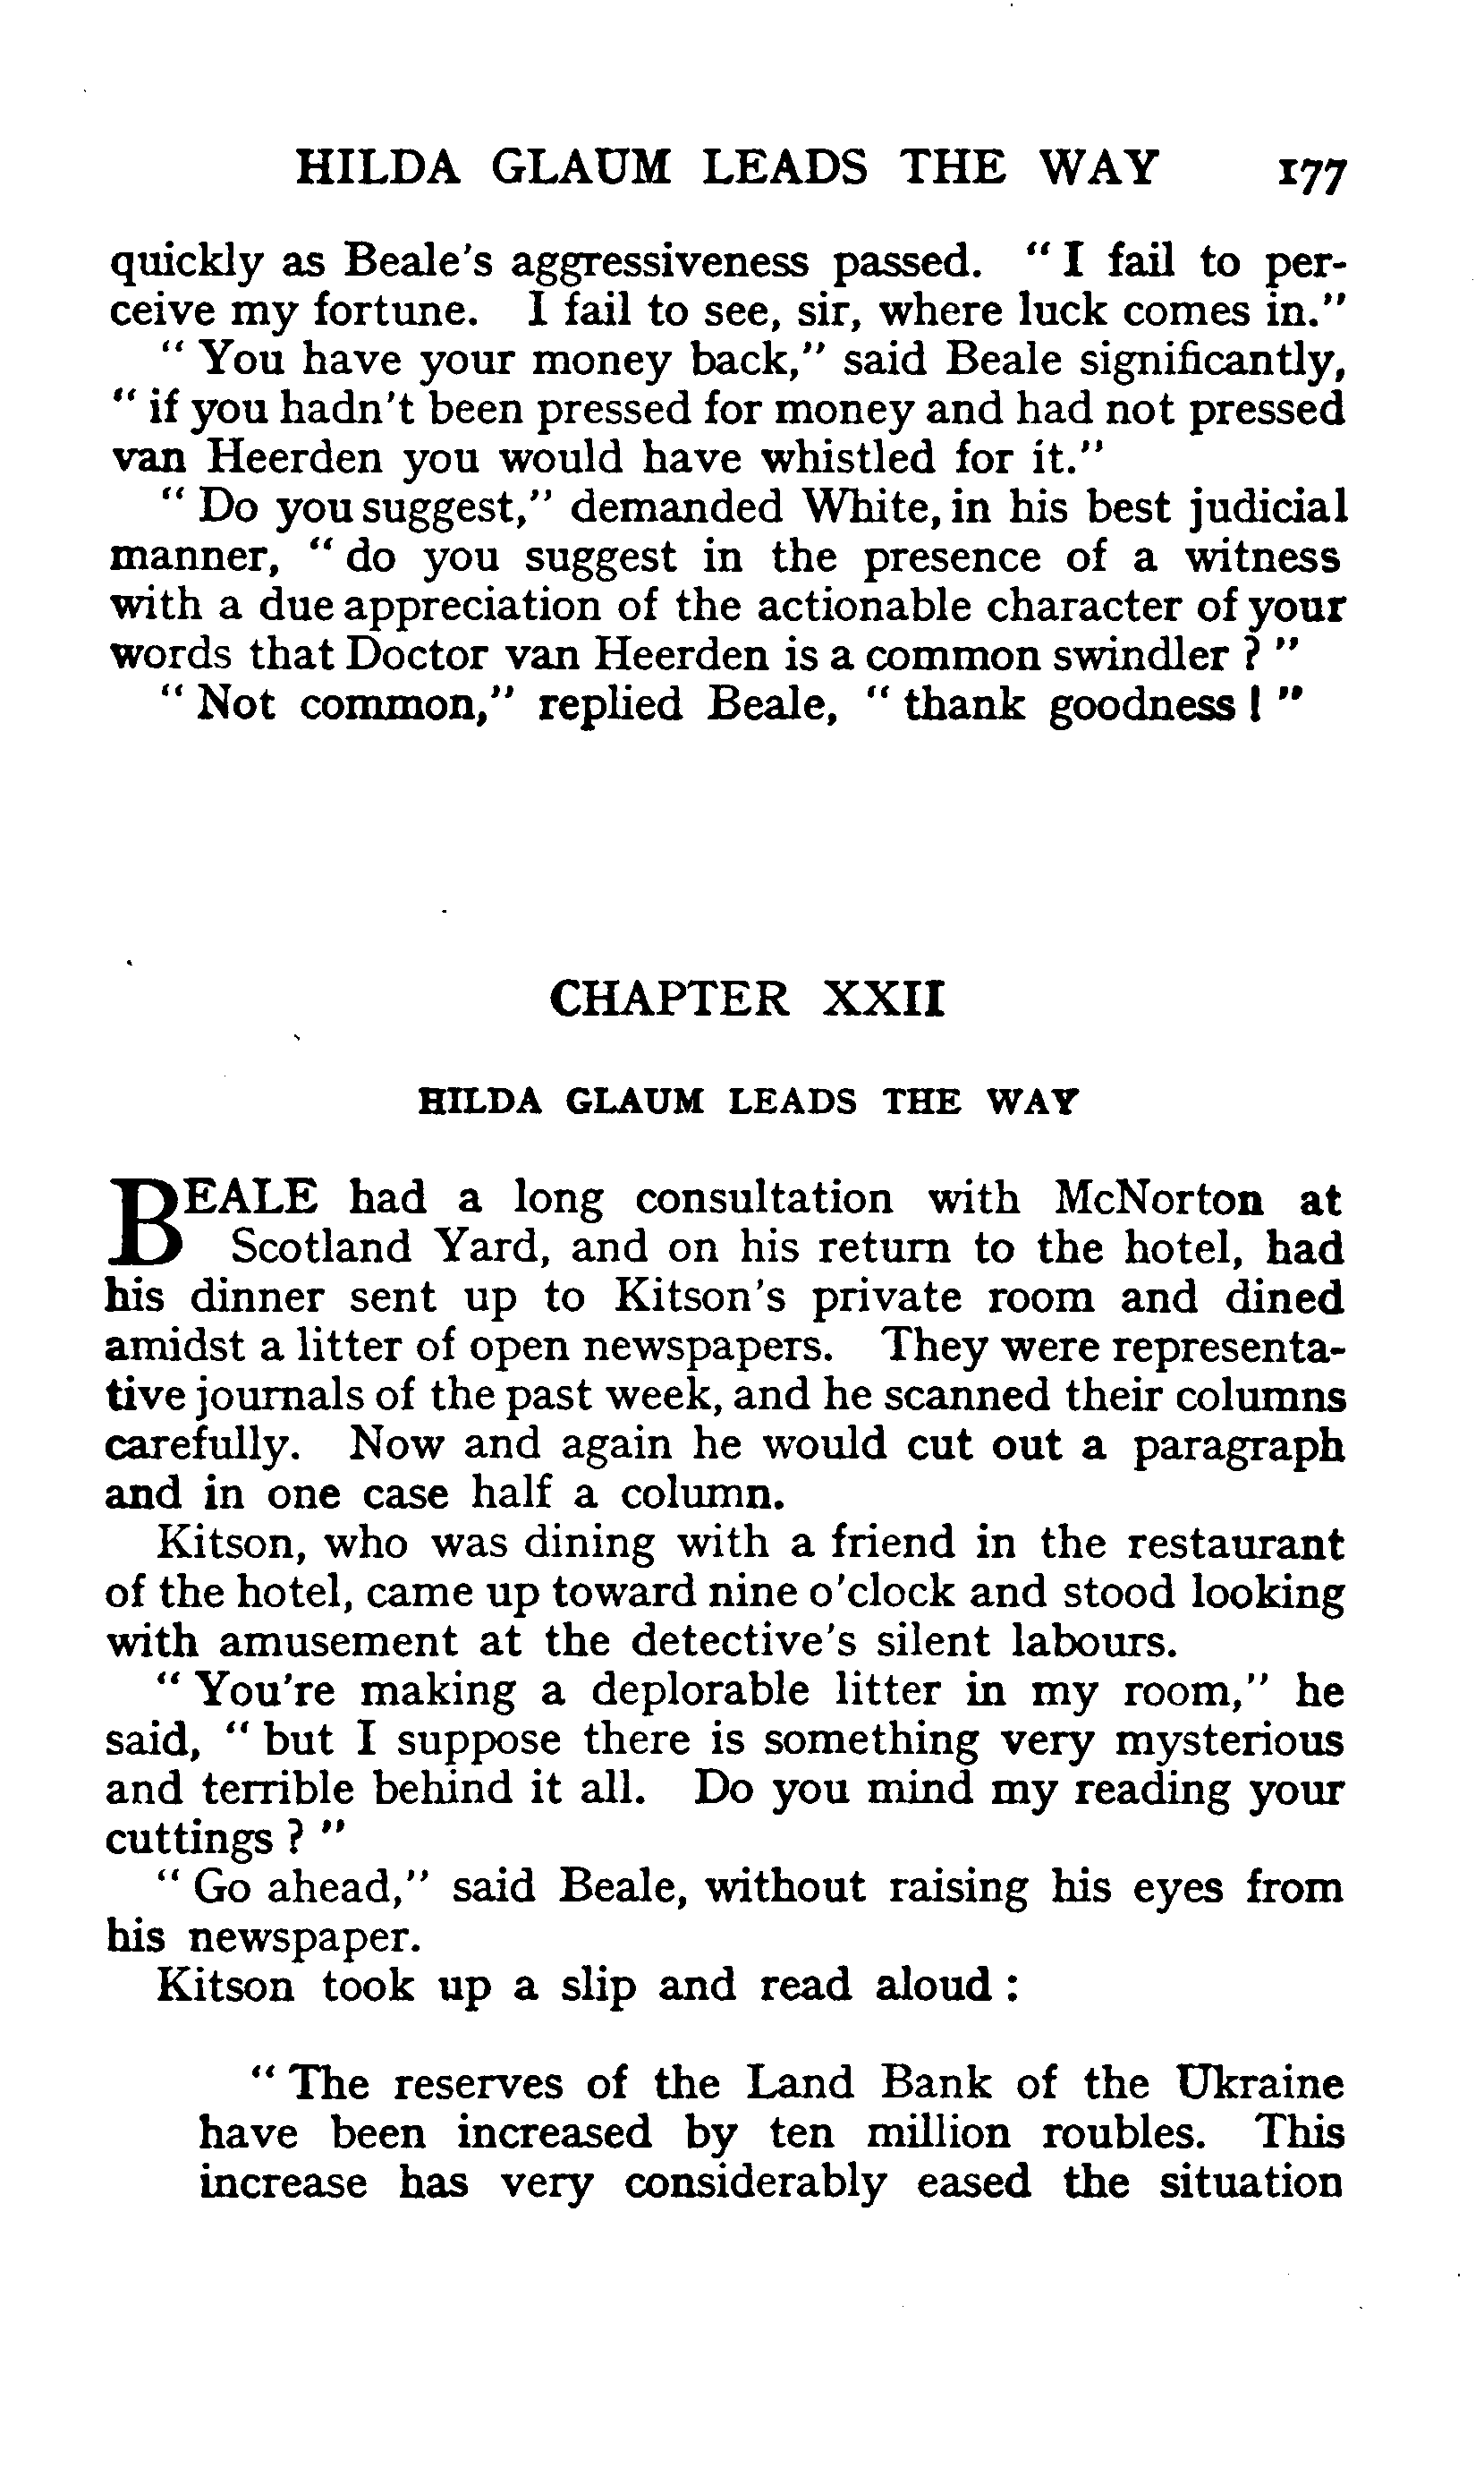 HILDA GLAUM LEADS THE WAY 177
quickly as Beale's aggressiveness passed. " I fail to per-
ceive my fortune. I fail to see, sir, where luck comes in."
" You have your money back," said Beale significantly,
" if you hadn't been pressed for money and had not pressed
van Heerden you would have whistled for it."
" Do you suggest," demanded White, in his best judicial
manner, " do you suggest in the presence of a witness
with a due appreciation of the actionable character of your
words that Doctor van Heerden is a common swindler ? "
" Not common," replied Beale, " thank goodness ! "
CHAPTER XXII
HILDA GLAUM LEADS THE WAY
BEALE had a long consultation with McNorton at
Scotland Yard, and on his return to the hotel, had
his dinner sent up to Kitson's private room and dined
amidst a litter of open newspapers. They were representa-
tive journals of the past week, and he scanned their columns
carefully. Now and again he would cut out a paragraph
and in one case half a column.
Kitson, who was dining with a friend in the restaurant
of the hotel, came up toward nine o'clock and stood looking
with amusement at the detective's silent labours.
" You're making a deplorable litter in my room," he
said, " but I suppose there is something very mysterious
and terrible behind it all. Do you mind my reading your
cuttings ? "
" Go ahead," said Beale, without raising his eyes from
his newspaper.
Kitson took up a slip and read aloud :
" The reserves of the Land Bank of the Ukraine
have been increased by ten million roubles. This
increase has very considerably eased the situation